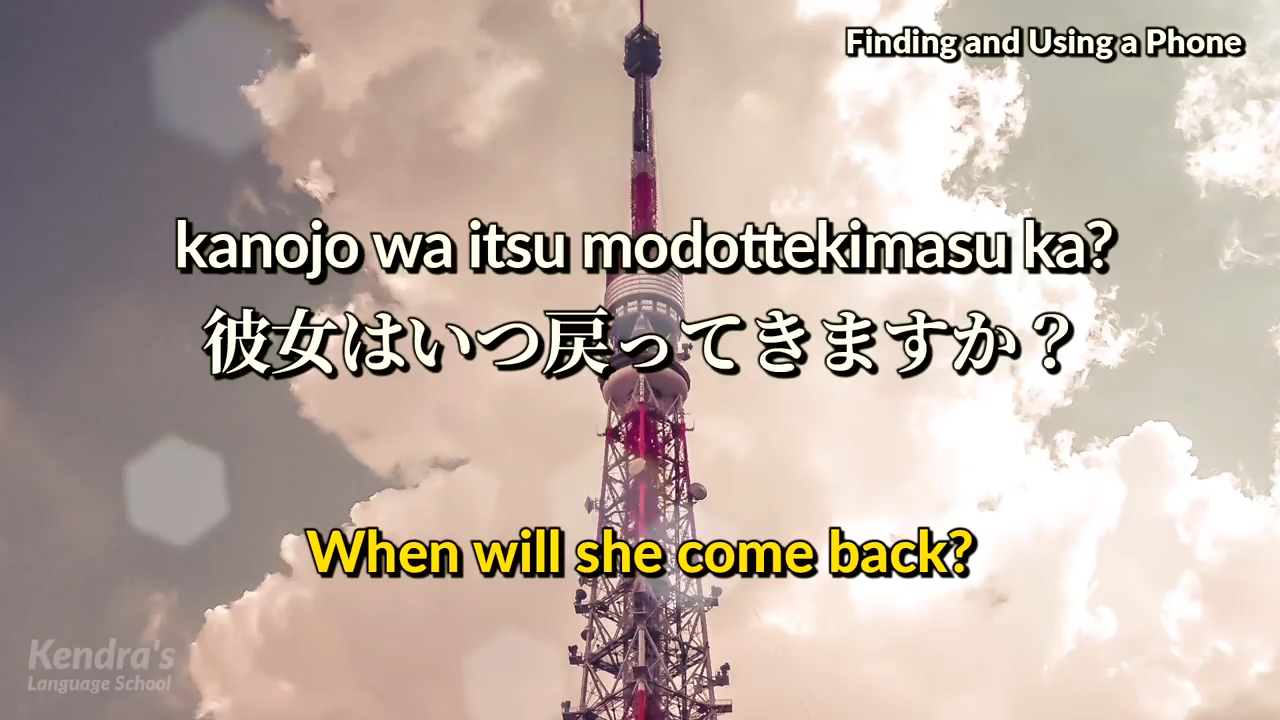 Finding and Using a Phone
kanojo wa itsu modottekimasu ka?
彼女はいつ戻ってきますか？
When will she come back?
Kendra's
Language School